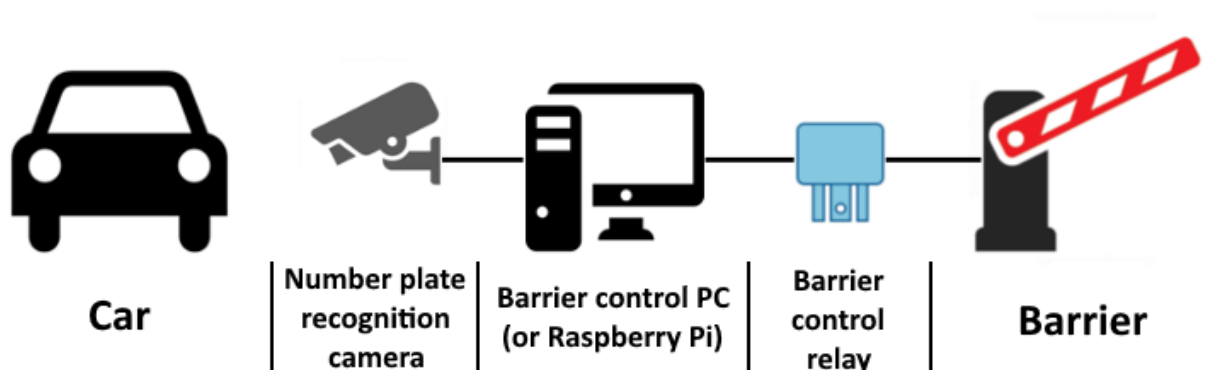 Car
Number plate
recognition
camera
Barrier control PC
(or Raspberry Pi)
Barrier
control
relay
Barrier